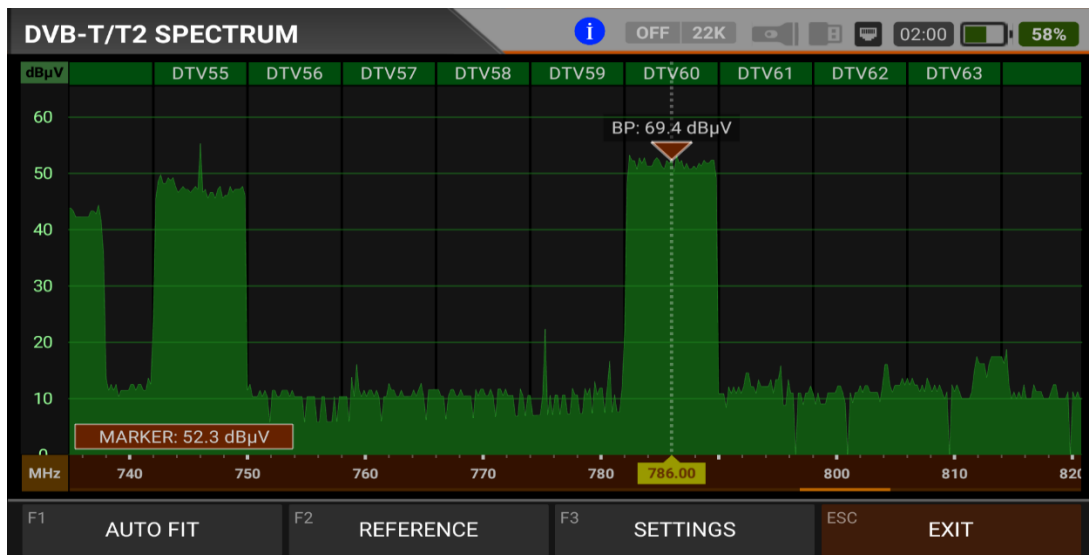 DVB-T/T2 SPECTRUM i OFF 22K 02:00 58%
dBµV DTV55 DTV56 DTV57 DTV58 DTV59 DTV60 DTV61 DTV62 DTV63
BP: 69.4 dBµV
60
50
40
30
20
10
MARKER: 52.3 dBµV
0
MHz 740 750 760 770 780 786.00 800 810 820
F1 AUTO FIT F2 REFERENCE F3 SETTINGS ESC EXIT